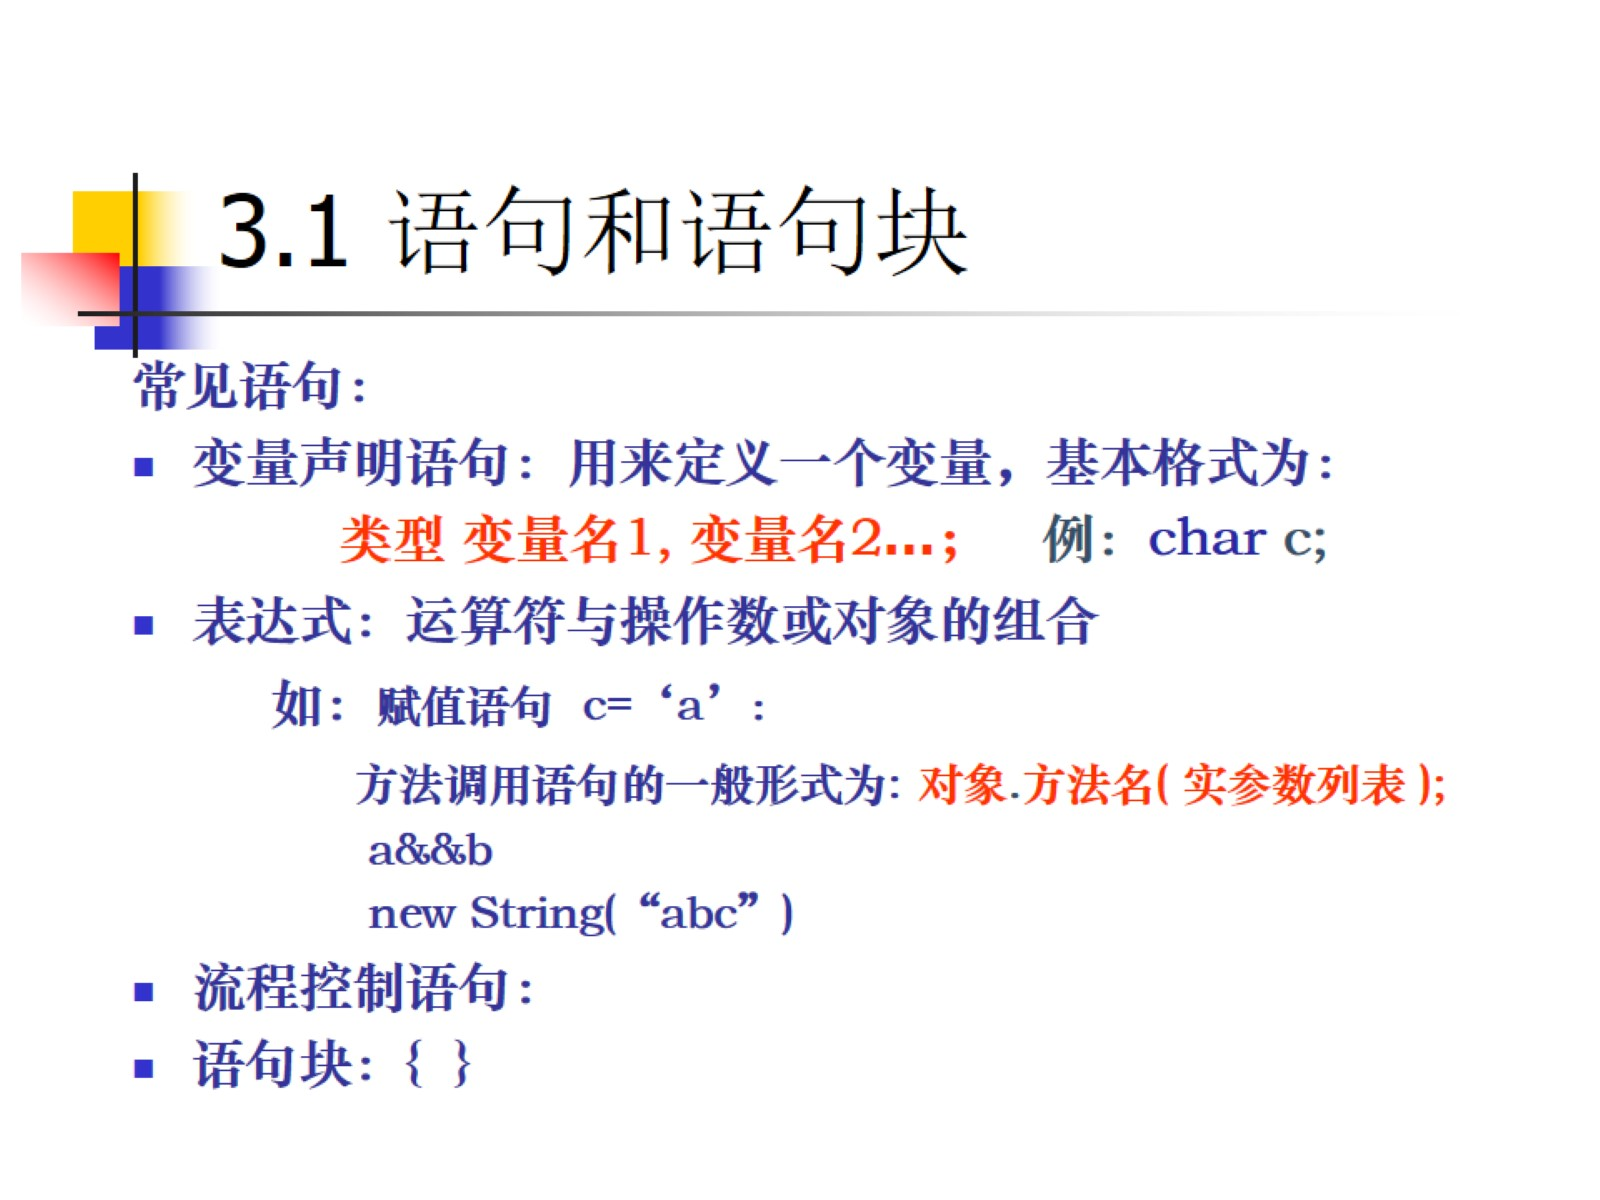 3.1 语句和语句块
常见语句：
变量声明语句：用来定义一个变量，基本格式为：
类型 变量名1, 变量名2…； 例：char c;
表达式：运算符与操作数或对象的组合
如：赋值语句 c=‘a’：
方法调用语句的一般形式为: 对象.方法名( 实参数列表 );
a&&b
new String(“abc”)
流程控制语句：
语句块：{ }